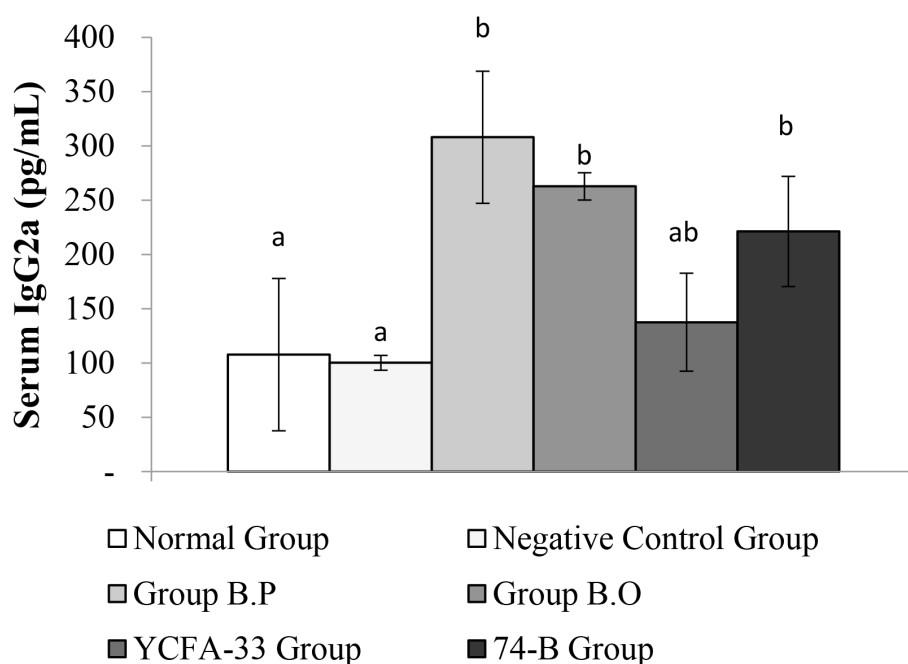 Serum IgG2a (pg/mL)
400
350
300
250
200
150
100
50
-
a
a
b
b
ab
b
Normal Group
Negative Control Group
Group B.P
Group B.O
YCFA-33 Group
74-B Group